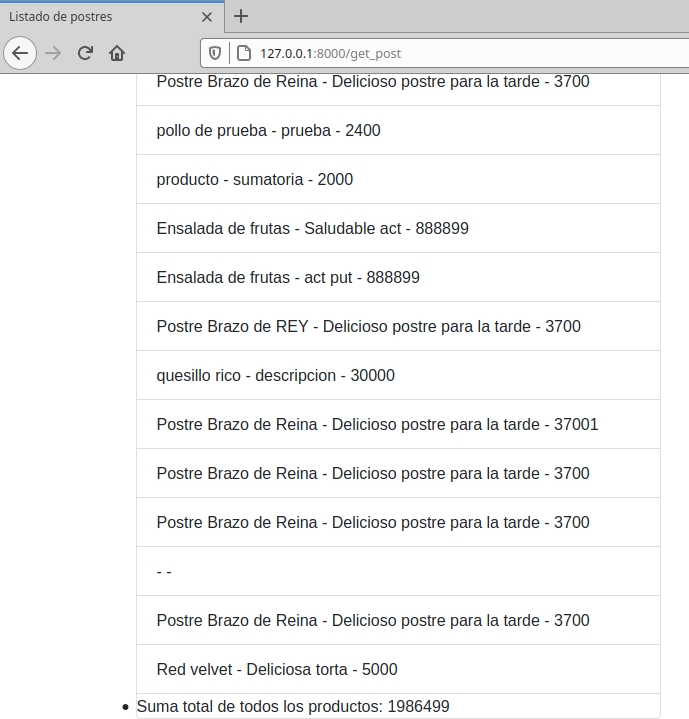 Listado de postres
127.0.0.1:8000/get_post
Postre Brazo de Reina - Delicioso postre para la tarde - 3700
pollo de prueba - prueba - 2400
producto - sumatoria - 2000
Ensalada de frutas - Saludable act - 888899
Ensalada de frutas - act put - 888899
Postre Brazo de REY - Delicioso postre para la tarde - 3700
quesillo rico - descripcion - 30000
Postre Brazo de Reina - Delicioso postre para la tarde - 37001
Postre Brazo de Reina - Delicioso postre para la tarde - 3700
Postre Brazo de Reina - Delicioso postre para la tarde - 3700
- -
Postre Brazo de Reina - Delicioso postre para la tarde - 3700
Red velvet - Deliciosa torta - 5000
• Suma total de todos los productos: 1986499